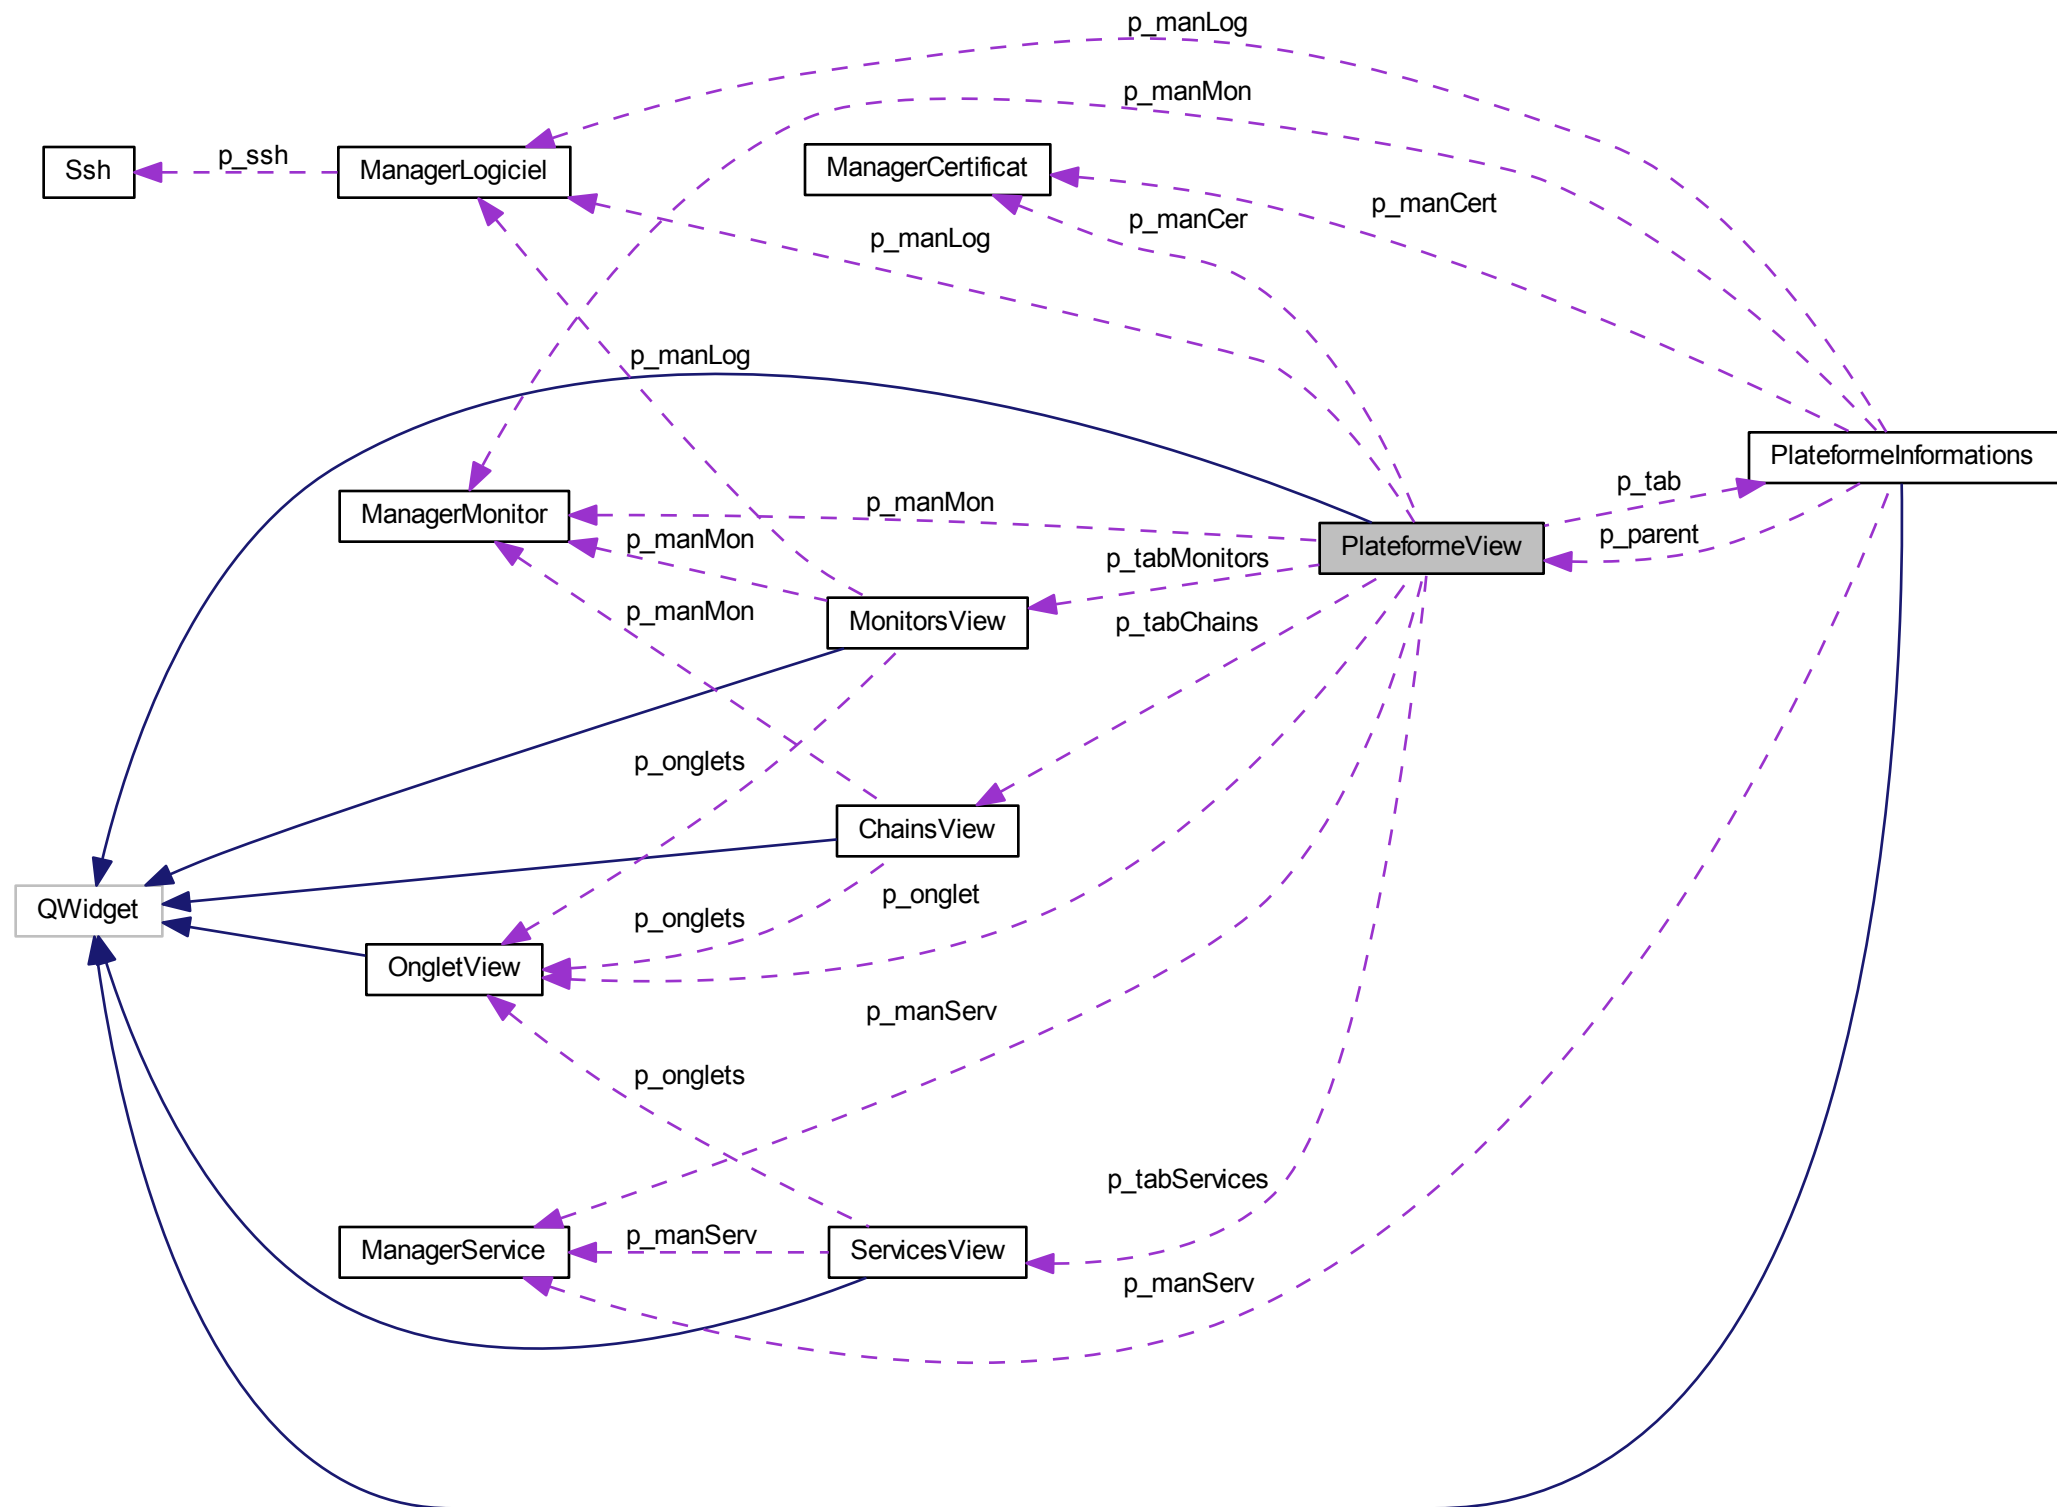 p_manLog
p_manMon
p_ssh
Ssh
ManagerLogiciel
ManagerCertificat
p_manCert
p_manCer
p_manLog
p_manLog
PlateformeInformations
p_tab
p_manMon
ManagerMonitor
p_parent
p_manMon
PlateformeView
p_tabMonitors
p_manMon
MonitorsView
p_tabChains
p_onglets
ChainsView
p_onglet
QWidget
p_onglets
OngletView
p_manServ
p_onglets
p_tabServices
p_manServ
ManagerService
ServicesView
p_manServ